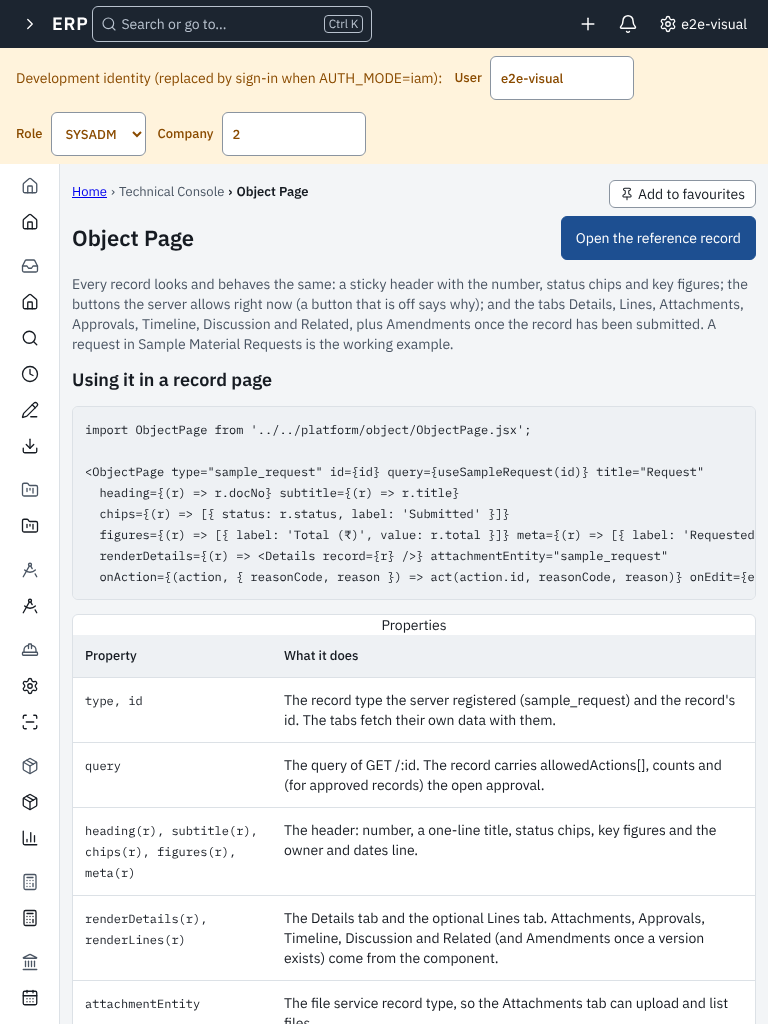 ERP
Search or go to...
Ctrl K
e2e-visual
Development identity (replaced by sign-in when AUTH_MODE=iam):
User
e2e-visual
Role
SYSADM
Company
2
Home › Technical Console › Object Page
Add to favourites
Object Page
Open the reference record
Every record looks and behaves the same: a sticky header with the number, status chips and key figures; the
buttons the server allows right now (a button that is off says why); and the tabs Details, Lines, Attachments,
Approvals, Timeline, Discussion and Related, plus Amendments once the record has been submitted. A
request in Sample Material Requests is the working example.
Using it in a record page
import ObjectPage from '../../platform/object/ObjectPage.jsx';
<ObjectPage type="sample_request" id={id} query={useSampleRequest(id)} title="Request"
heading={(r) => r.docNo} subtitle={(r) => r.title}
chips={(r) => [{ status: r.status, label: 'Submitted' }]}
figures={(r) => [{ label: 'Total (₹)', value: r.total }]} meta={(r) => [{ label: 'Requested
renderDetails={(r) => <Details record={r} />} attachmentEntity="sample_request"
onAction={(action, { reasonCode, reason }) => act(action.id, reasonCode, reason)} onEdit={e
Properties
Property
What it does
type, id
The record type the server registered (sample_request) and the record's
id. The tabs fetch their own data with them.
query
The query of GET /:id. The record carries allowedActions[], counts and
(for approved records) the open approval.
heading(r), subtitle(r),
chips(r), figures(r),
meta(r)
The header: number, a one-line title, status chips, key figures and the
owner and dates line.
renderDetails(r),
renderLines(r)
The Details tab and the optional Lines tab. Attachments, Approvals,
Timeline, Discussion and Related (and Amendments once a version
exists) come from the component.
attachmentEntity
The file service record type, so the Attachments tab can upload and list
files.